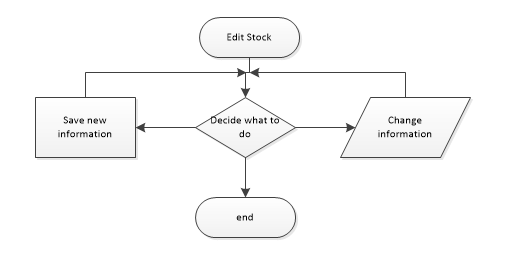 Edit Stock
Save new
information
Decide what to
do
Change
information
end